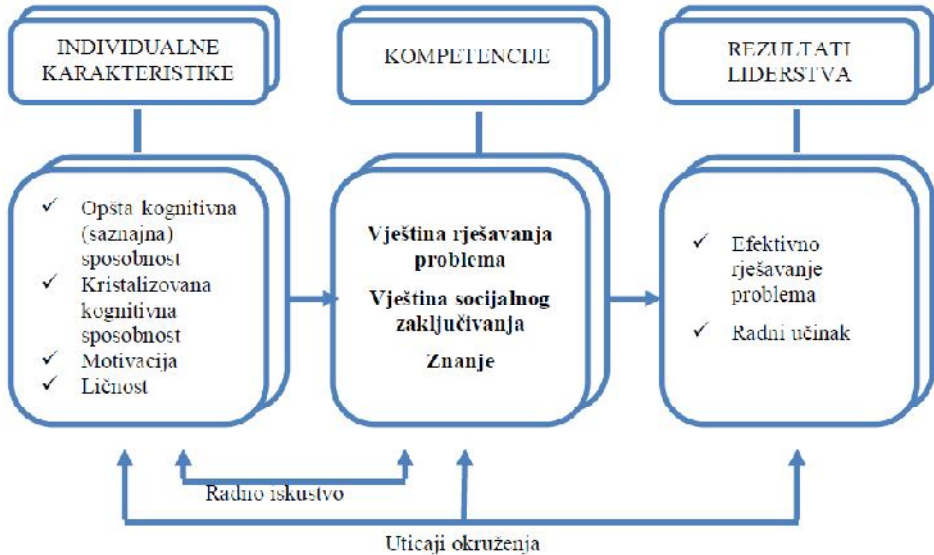 INDIVIDUALNE
KARAKTERISTIKE
KOMPETENCIJE
REZULTATI
LIDERSTVA
✓ Opšta kognitivna
(saznajna)
sposobnost
✓ Kristalizovana
kognitivna
sposobnost
✓ Motivacija
✓ Ličnost
Vještina rješavanja
problema
Vještina socijalnog
zaključivanja
Znanje
✓ Efektivno
rješavanje
problema
✓ Radni učinak
Radno iskustvo
Uticaji okruženja